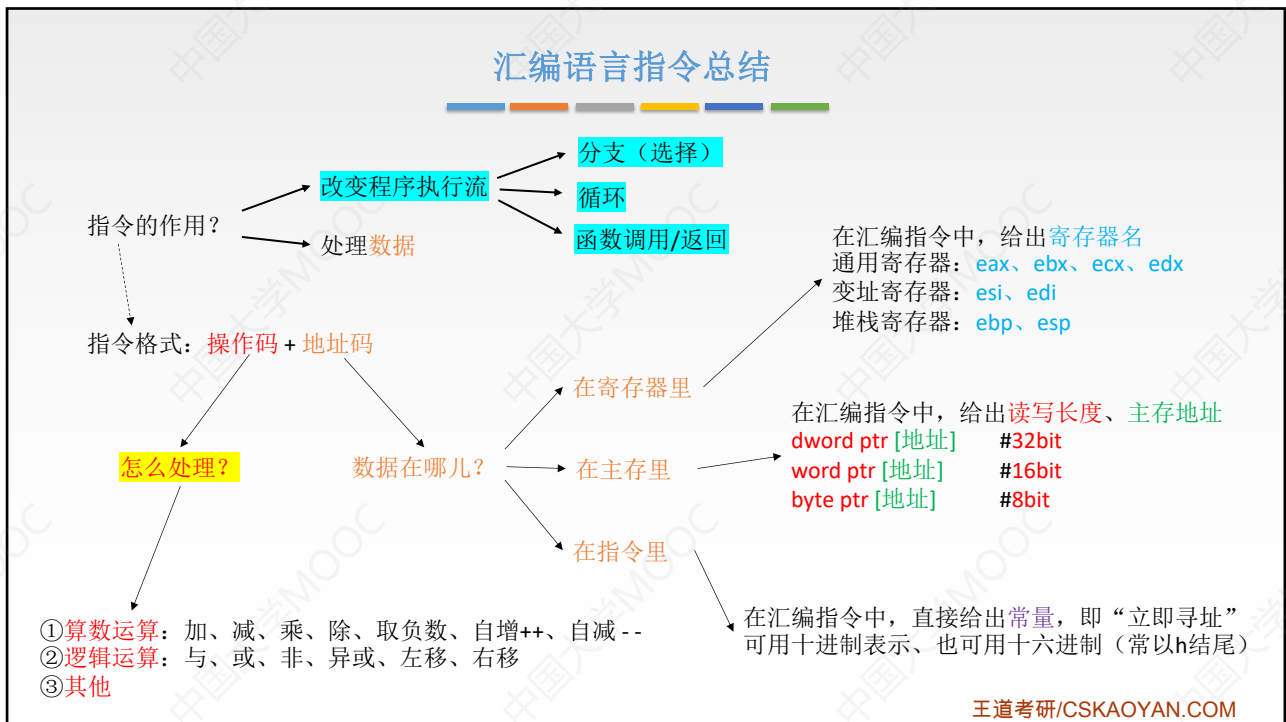 汇编语言指令总结
指令的作用?
改变程序执行流
处理数据
分支（选择）
循环
函数调用/返回
指令格式：操作码 + 地址码
怎么处理?
数据在哪儿?
在寄存器里
在主存里
在指令里
在汇编指令中，给出寄存器名
通用寄存器：eax、ebx、ecx、edx
变址寄存器：esi、edi
堆栈寄存器：ebp、esp
在汇编指令中，给出读写长度、主存地址
dword ptr [地址] #32bit
word ptr [地址] #16bit
byte ptr [地址] #8bit
在汇编指令中，直接给出常量，即“立即寻址”
可用十进制表示、也可用十六进制（常以h结尾）
①算数运算：加、减、乘、除、取负数、自增++、自减--
②逻辑运算：与、或、非、异或、左移、右移
③其他
王道考研/CSKAOYAN.COM
中国大学MOOC